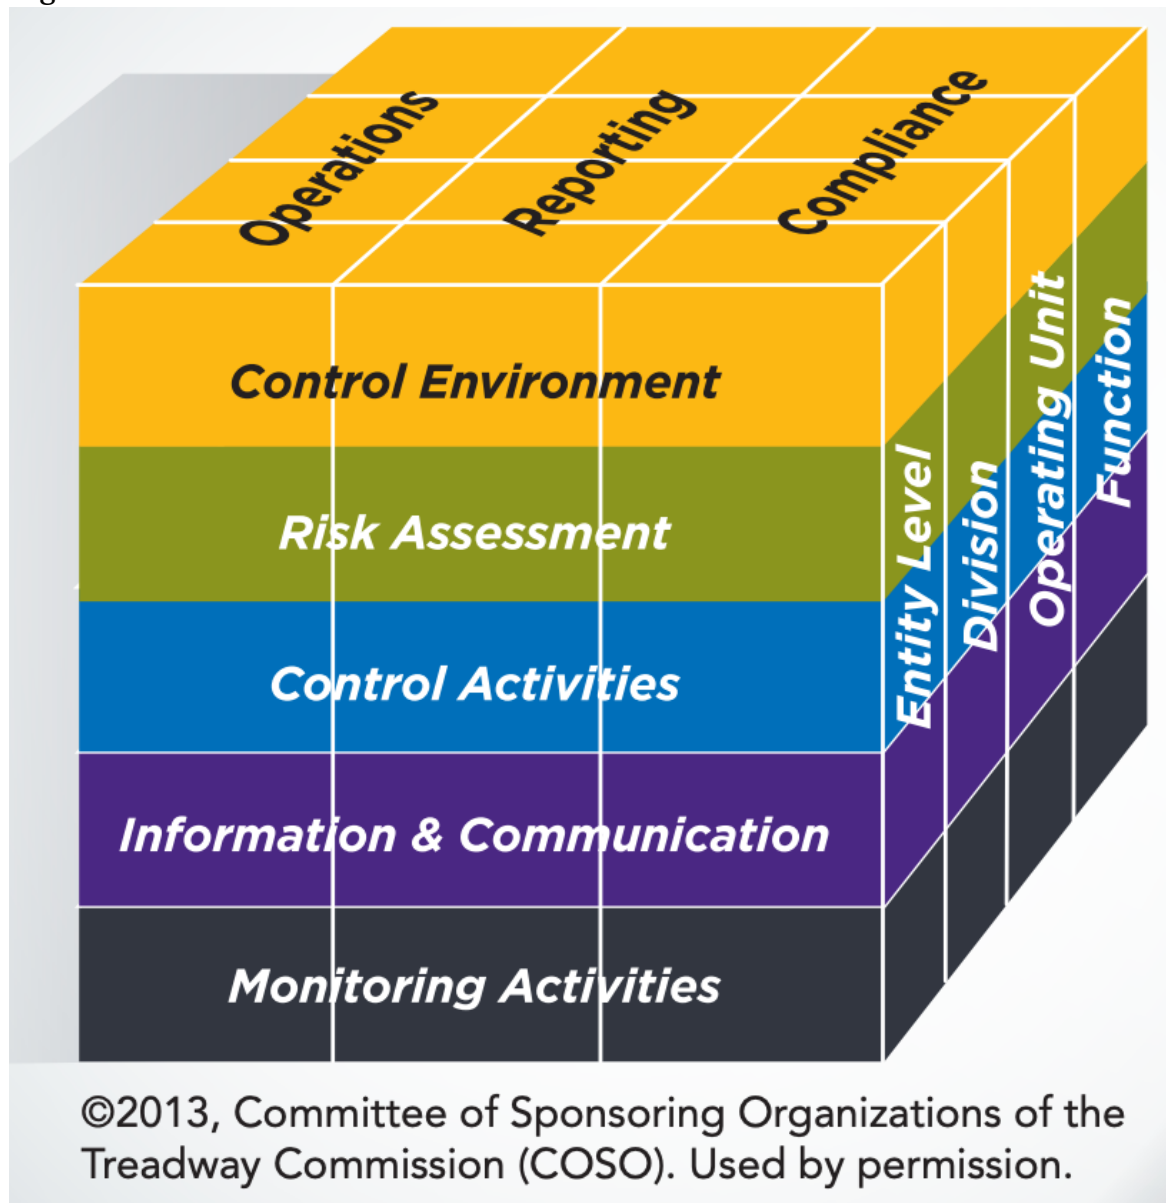 Operations
Reporting
Compliance
Control Environment
Risk Assessment
Control Activities
Information & Communication
Monitoring Activities
Entity Level
Division
Operating Unit
Function
©2013, Committee of Sponsoring Organizations of the
Treadway Commission (COSO). Used by permission.